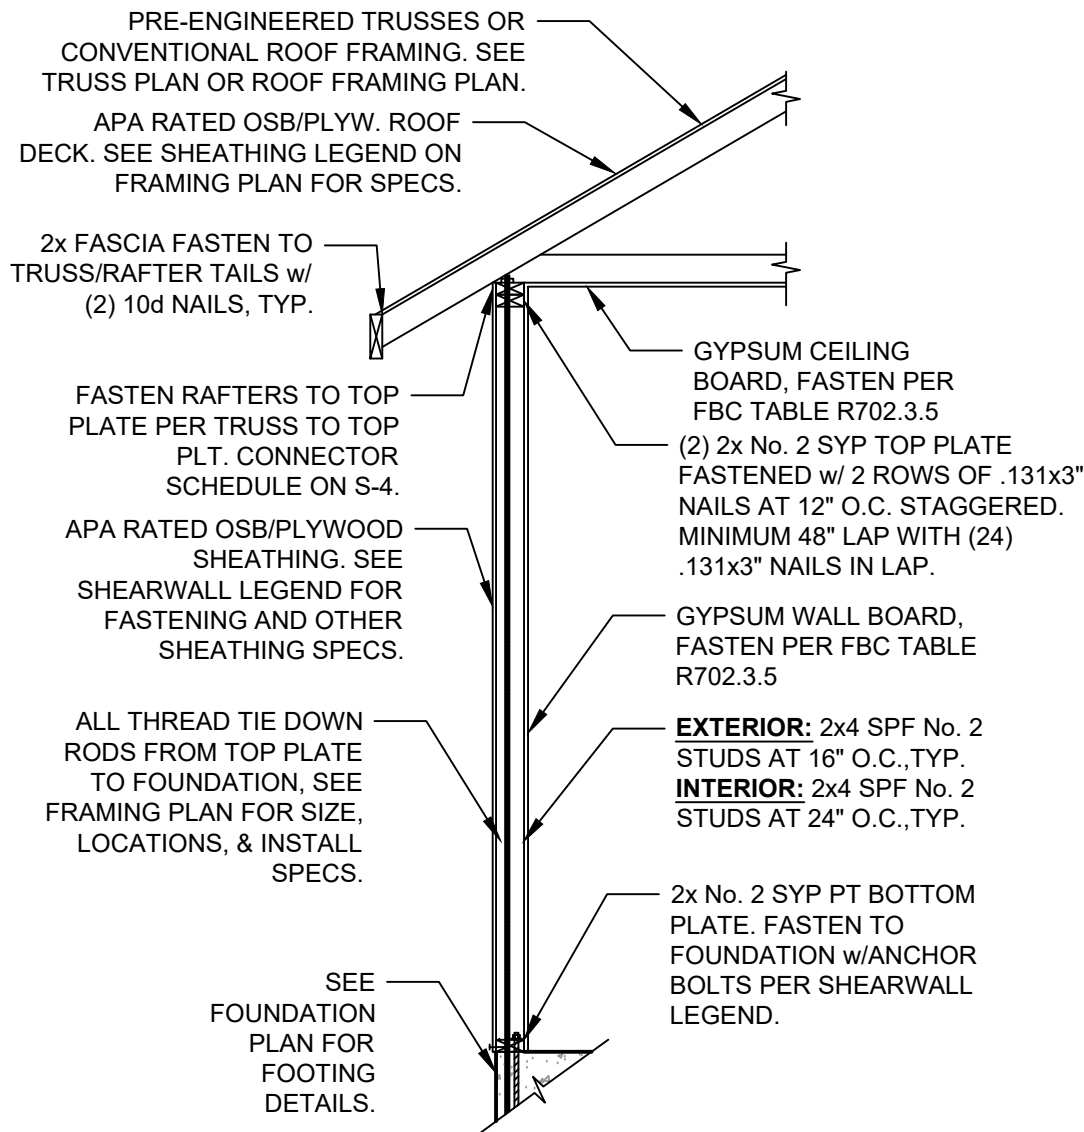 PRE-ENGINEERED TRUSSES OR
CONVENTIONAL ROOF FRAMING. SEE
TRUSS PLAN OR ROOF FRAMING PLAN.
APA RATED OSB/PLYW. ROOF
DECK. SEE SHEATHING LEGEND ON
FRAMING PLAN FOR SPECS.
2x FASCIA FASTEN TO
TRUSS/RAFTER TAILS w/
(2) 10d NAILS, TYP.
FASTEN RAFTERS TO TOP
PLATE PER TRUSS TO TOP
PLT. CONNECTOR
SCHEDULE ON S-4.
APA RATED OSB/PLYWOOD
SHEATHING. SEE
SHEARWALL LEGEND FOR
FASTENING AND OTHER
SHEATHING SPECS.
ALL THREAD TIE DOWN
RODS FROM TOP PLATE
TO FOUNDATION, SEE
FRAMING PLAN FOR SIZE,
LOCATIONS, & INSTALL
SPECS.
SEE
FOUNDATION
PLAN FOR
FOOTING
DETAILS.
GYPSUM CEILING
BOARD, FASTEN PER
FBC TABLE R702.3.5
(2) 2x No. 2 SYP TOP PLATE
FASTENED w/ 2 ROWS OF .131x3"
NAILS AT 12" O.C. STAGGERED.
MINIMUM 48" LAP WITH (24)
.131x3" NAILS IN LAP.
GYPSUM WALL BOARD,
FASTEN PER FBC TABLE
R702.3.5
EXTERIOR: 2x4 SPF No. 2
STUDS AT 16" O.C.,TYP.
INTERIOR: 2x4 SPF No. 2
STUDS AT 24" O.C.,TYP.
2x No. 2 SYP PT BOTTOM
PLATE. FASTEN TO
FOUNDATION w/ANCHOR
BOLTS PER SHEARWALL
LEGEND.